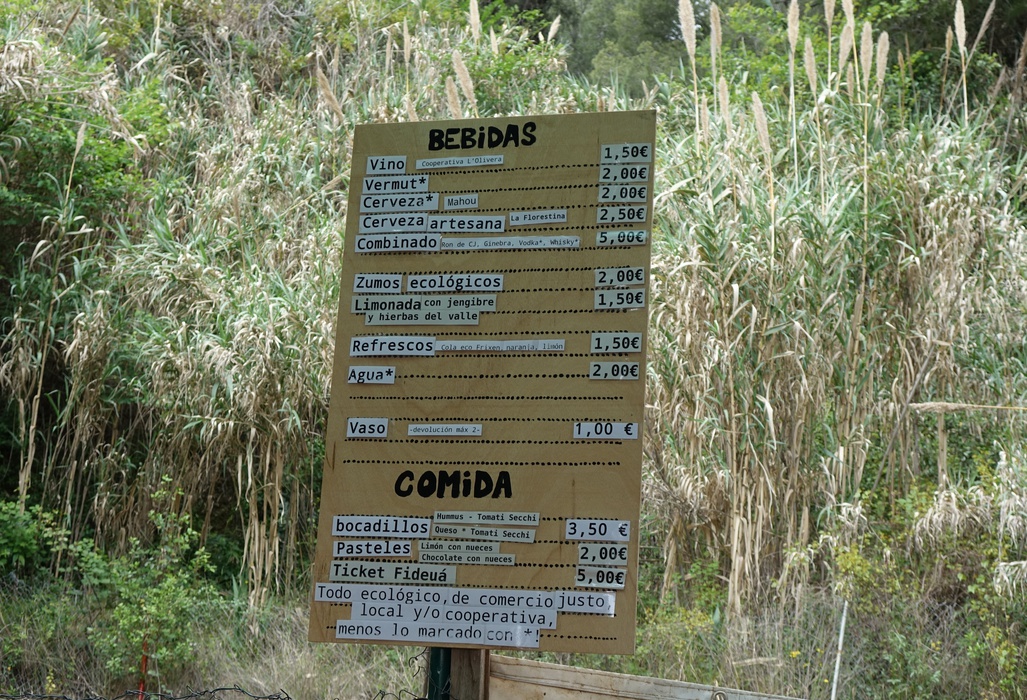 BEBiDAS
Vino Cooperativa L'Olivera 1,50€
Vermut* 2,00€
Cerveza* Mahou 2,00€
Cerveza artesana La Florestina 2,50€
Combinado Ron de CJ, Ginebra, Vodka*, Whisky* 5,00€
Zumos ecológicos 2,00€
Limonada con jengibre 1,50€
y hierbas del valle
Refrescos Cola eco Frixen, naranja, limón 1,50€
Agua* 2,00€
Vaso -devolución máx 2- 1,00 €
COMiDA
Hummus - Tomati Secchi
bocadillos 3,50 €
Queso * Tomati Secchi
Pasteles Limón con nueces 2,00€
Chocolate con nueces
Ticket Fideuá 5,00€
Todo ecológico, de comercio justo,
local y/o cooperativa,
menos lo marcado con *!